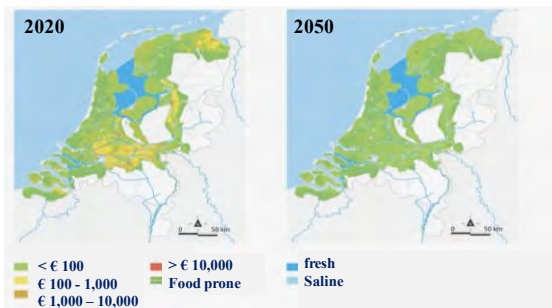 2020
2050
0 50 km
0 50 km
< € 100
€ 100 - 1,000
€ 1,000 – 10,000
> € 10,000
Food prone
fresh
Saline